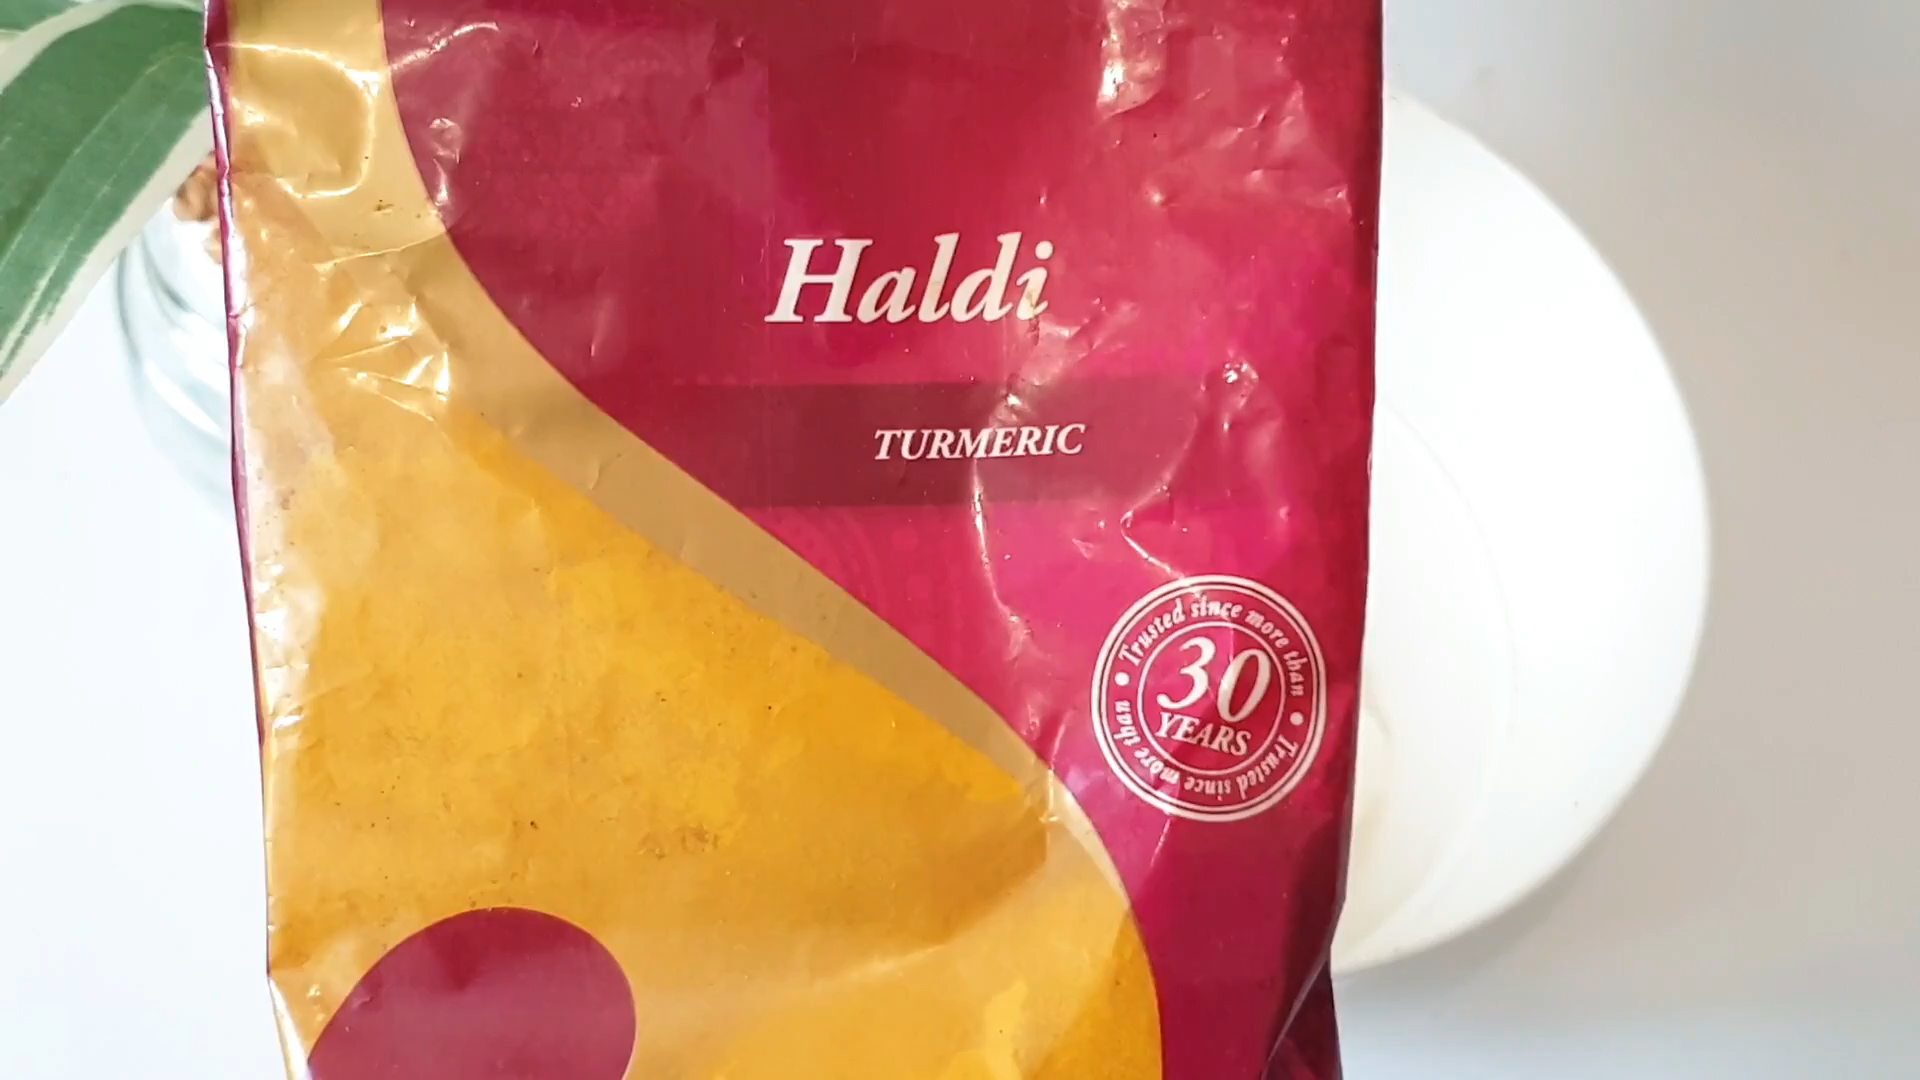 Haldi
TURMERIC
Trusted since more than
30
YEARS
Trusted since more than